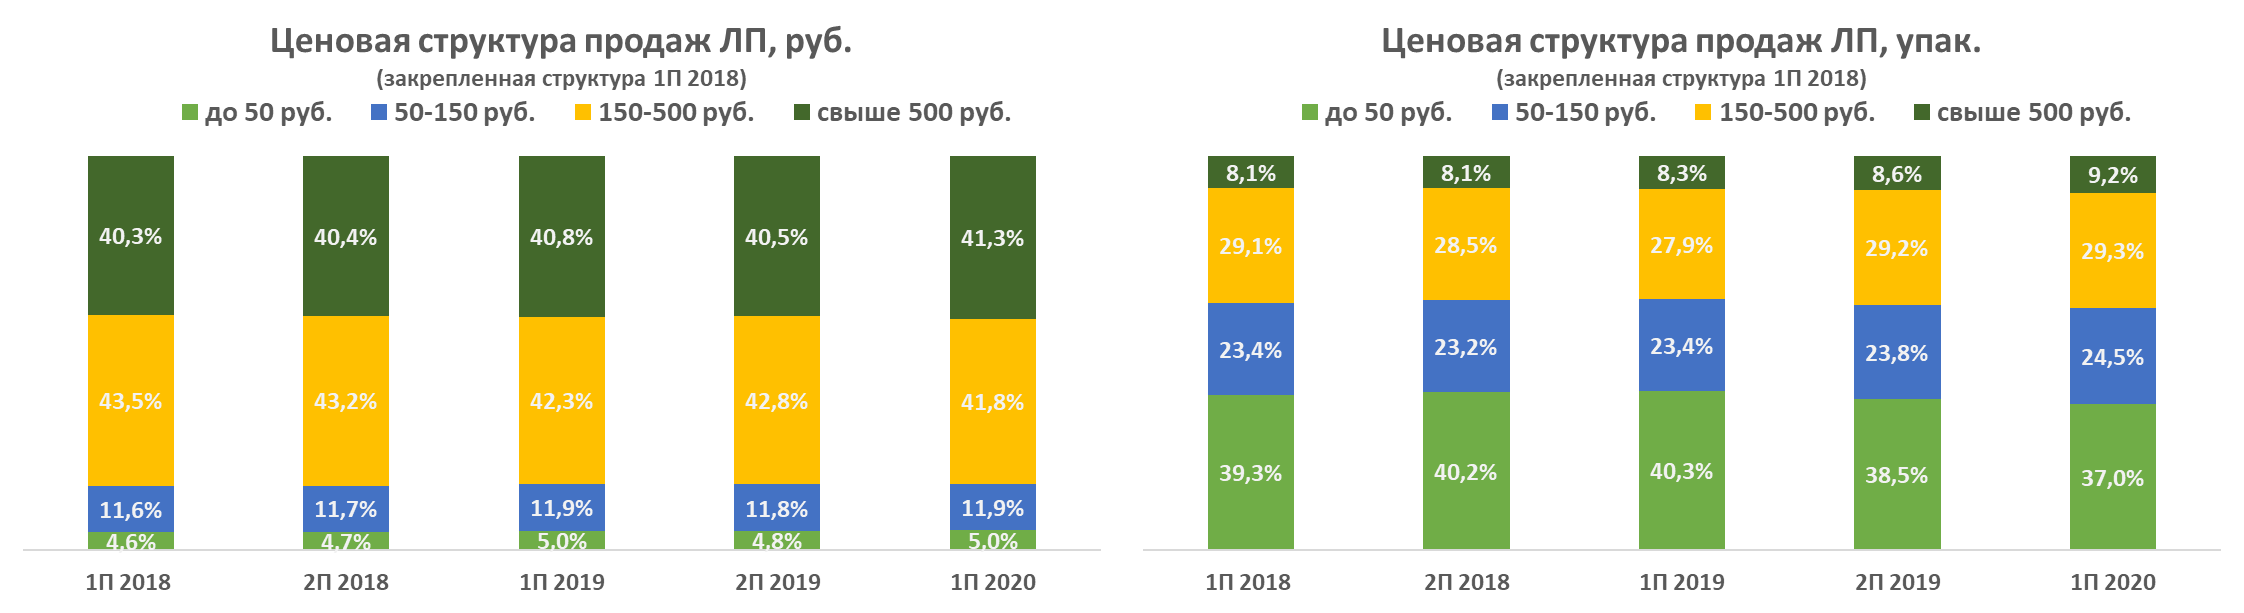 Ценовая структура продаж ЛП, руб.
(закрепленная структура 1П 2018)
до 50 руб. 50-150 руб. 150-500 руб. свыше 500 руб.
40,3% 40,4% 40,8% 40,5% 41,3%
43,5% 43,2% 42,3% 42,8% 41,8%
11,6% 11,7% 11,9% 11,8% 11,9%
4,6% 4,7% 5,0% 4,8% 5,0%
1П 2018 2П 2018 1П 2019 2П 2019 1П 2020
Ценовая структура продаж ЛП, упак.
(закрепленная структура 1П 2018)
до 50 руб. 50-150 руб. 150-500 руб. свыше 500 руб.
8,1% 8,1% 8,3% 8,6% 9,2%
29,1% 28,5% 27,9% 29,2% 29,3%
23,4% 23,2% 23,4% 23,8% 24,5%
39,3% 40,2% 40,3% 38,5% 37,0%
1П 2018 2П 2018 1П 2019 2П 2019 1П 2020